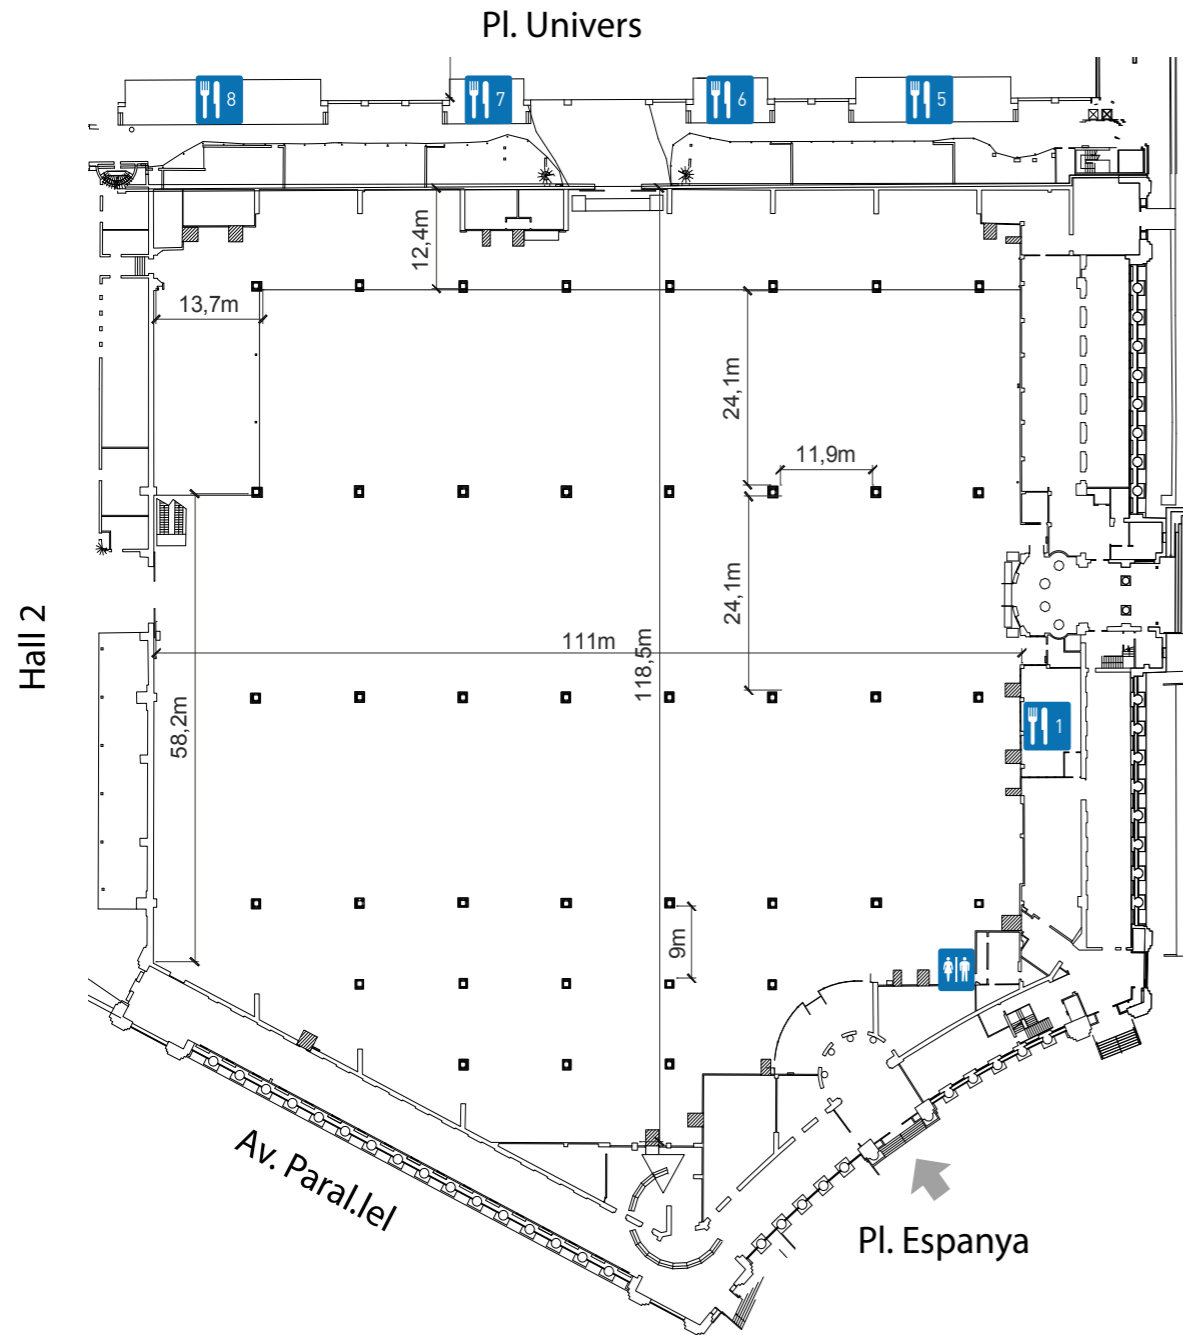 Pl. Univers
8
7
6
5
12,4m
13,7m
24,1m
11,9m
24,1m
Hall 2
111m
118,5m
58,2m
1
9m
Av. Paral.lel
Pl. Espanya